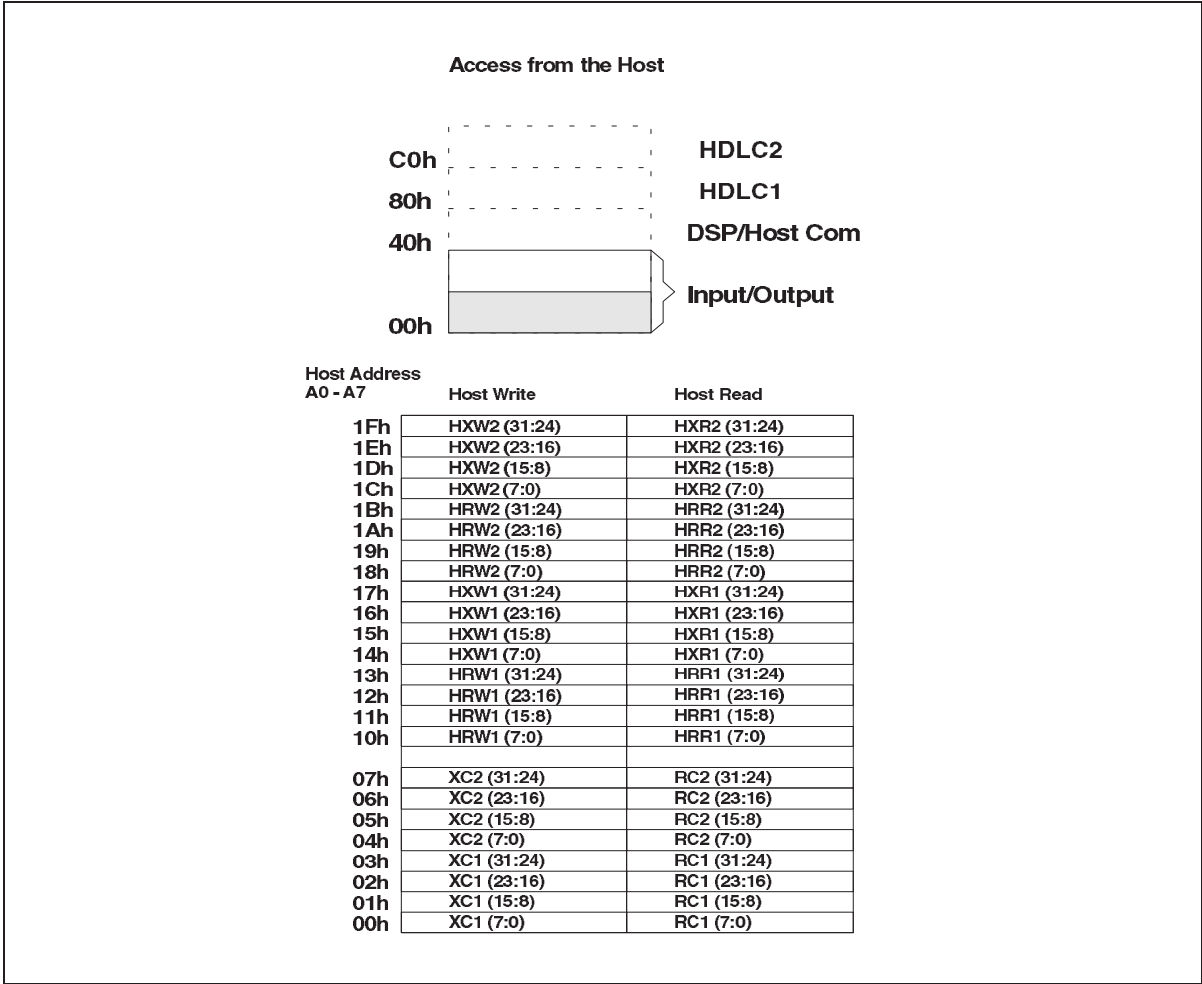 Access from the Host
C0h HDLC2
80h HDLC1
40h DSP/Host Com
Input/Output
00h
Host Address
A0 - A7 Host Write Host Read
1Fh HXW2 (31:24) HXR2 (31:24)
1Eh HXW2 (23:16) HXR2 (23:16)
1Dh HXW2 (15:8) HXR2 (15:8)
1Ch HXW2 (7:0) HXR2 (7:0)
1Bh HRW2 (31:24) HRR2 (31:24)
1Ah HRW2 (23:16) HRR2 (23:16)
19h HRW2 (15:8) HRR2 (15:8)
18h HRW2 (7:0) HRR2 (7:0)
17h HXW1 (31:24) HXR1 (31:24)
16h HXW1 (23:16) HXR1 (23:16)
15h HXW1 (15:8) HXR1 (15:8)
14h HXW1 (7:0) HXR1 (7:0)
13h HRW1 (31:24) HRR1 (31:24)
12h HRW1 (23:16) HRR1 (23:16)
11h HRW1 (15:8) HRR1 (15:8)
10h HRW1 (7:0) HRR1 (7:0)
07h XC2 (31:24) RC2 (31:24)
06h XC2 (23:16) RC2 (23:16)
05h XC2 (15:8) RC2 (15:8)
04h XC2 (7:0) RC2 (7:0)
03h XC1 (31:24) RC1 (31:24)
02h XC1 (23:16) RC1 (23:16)
01h XC1 (15:8) RC1 (15:8)
00h XC1 (7:0) RC1 (7:0)